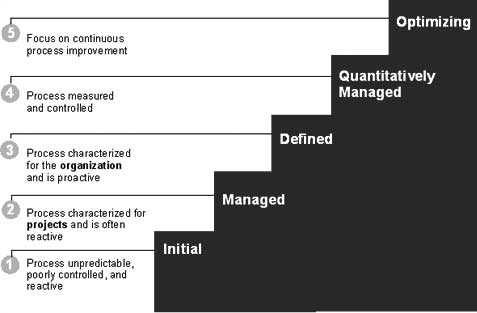 5
Optimizing
Focus on continuous
process improvement
4
Quantitatively
Managed
Process measured
and controlled
3
Defined
Process characterized
for the organization
and is proactive
2
Managed
Process characterized for
projects and is often
reactive
1
Initial
Process unpredictable,
poorly controlled, and
reactive